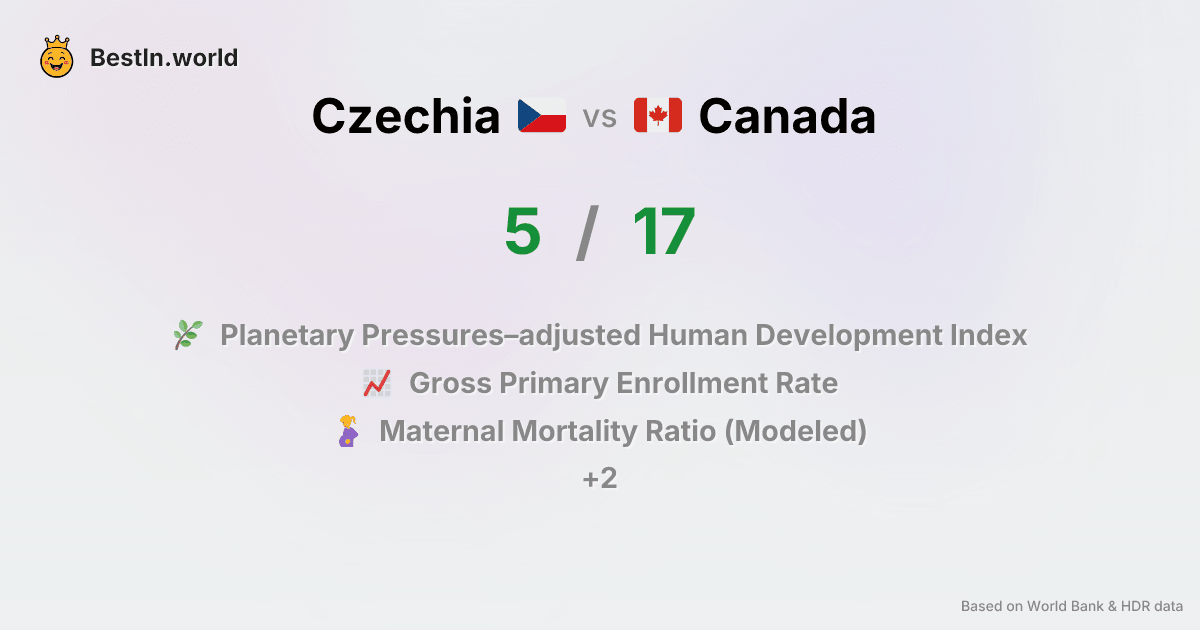 BestIn.world
Czechia vs Canada
5 / 17
Planetary Pressures–adjusted Human Development Index
Gross Primary Enrollment Rate
Maternal Mortality Ratio (Modeled)
+2
Based on World Bank & HDR data